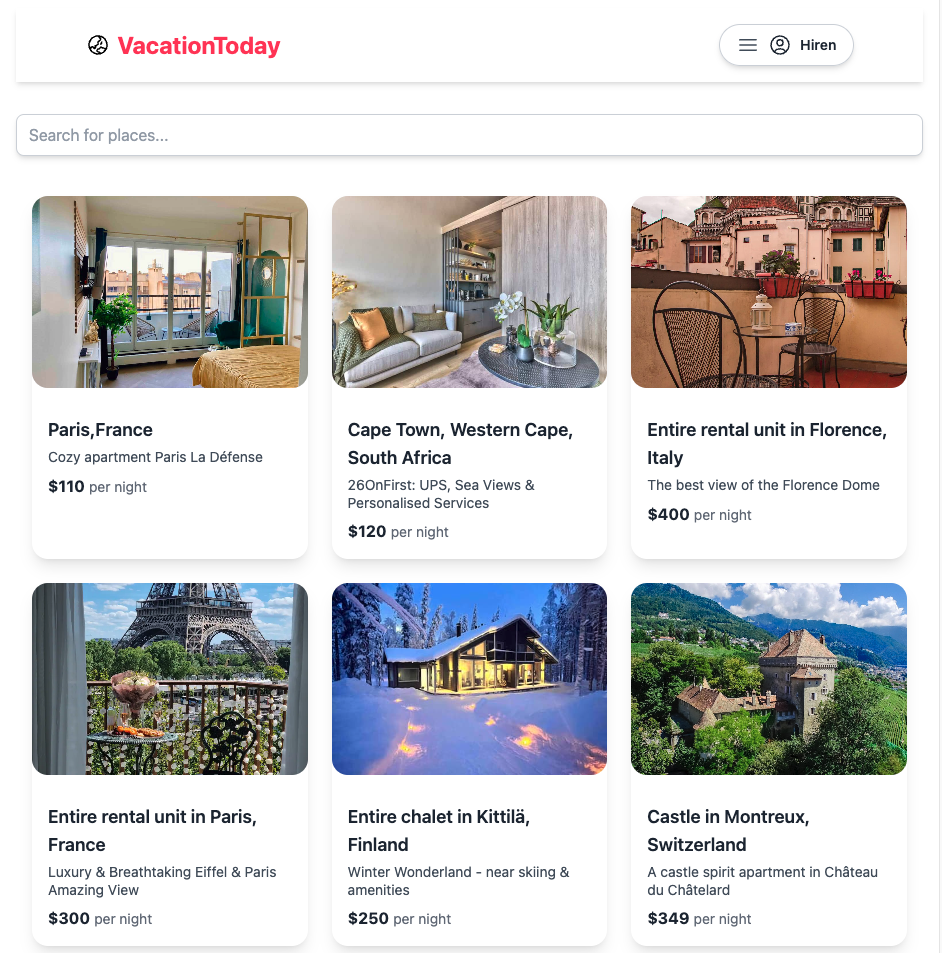 VacationToday
Hiren
Search for places...
Paris,France
Cozy apartment Paris La Défense
$110 per night
Cape Town, Western Cape,
South Africa
26OnFirst: UPS, Sea Views &
Personalised Services
$120 per night
Entire rental unit in Florence,
Italy
The best view of the Florence Dome
$400 per night
Entire rental unit in Paris,
France
Luxury & Breathtaking Eiffel & Paris
Amazing View
$300 per night
Entire chalet in Kittilä,
Finland
Winter Wonderland - near skiing &
amenities
$250 per night
Castle in Montreux,
Switzerland
A castle spirit apartment in Château
du Châtelard
$349 per night